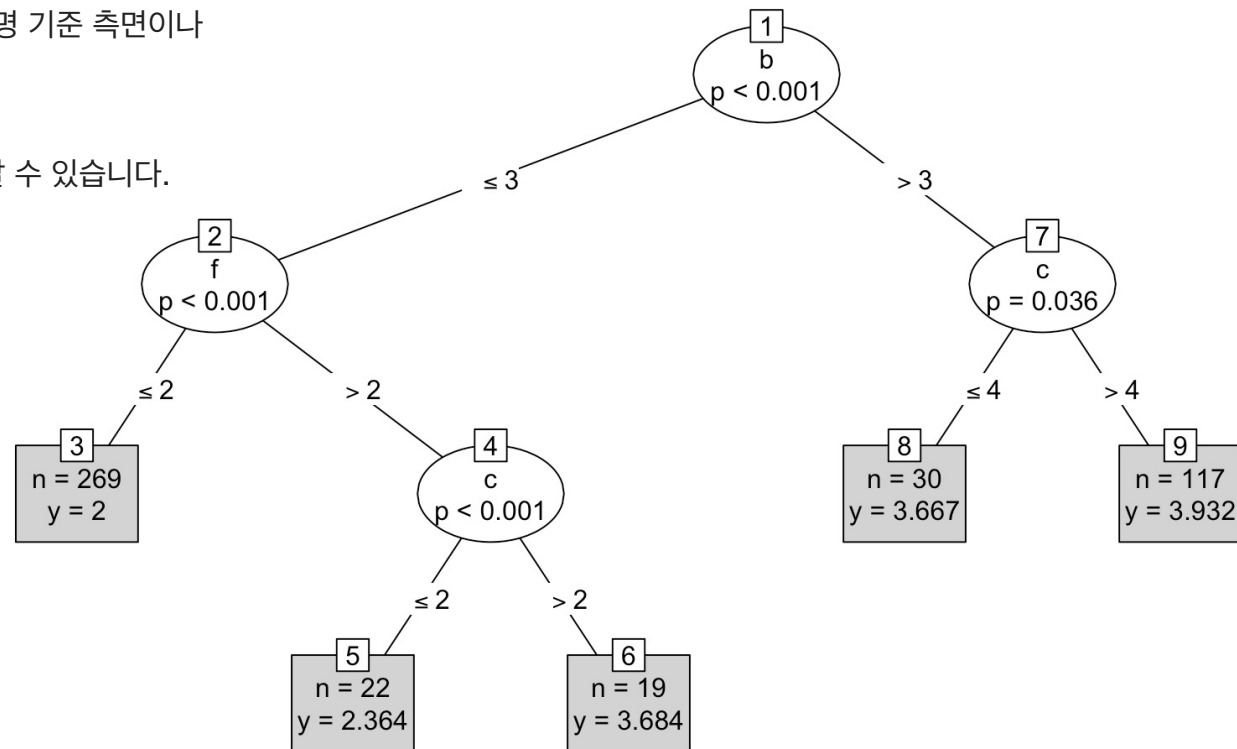 명 기준 측면이나
수 있습니다.
1
b
p < 0.001
≤ 3
> 3
2
f
p < 0.001
7
c
p = 0.036
≤ 2
> 2
≤ 4
> 4
3
n = 269
y = 2
4
c
p < 0.001
8
n = 30
y = 3.667
9
n = 117
y = 3.932
≤ 2
> 2
5
n = 22
y = 2.364
6
n = 19
y = 3.684